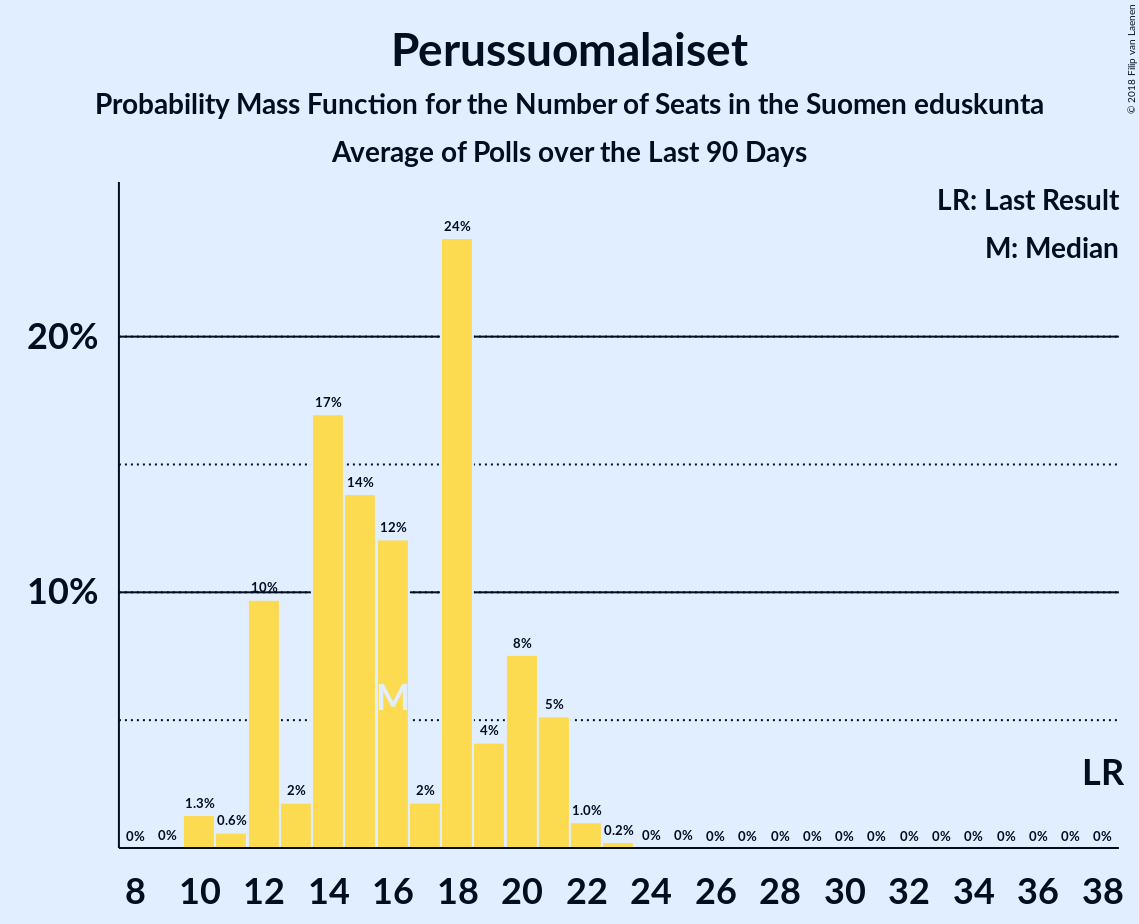 Perussuomalaiset
Probability Mass Function for the Number of Seats in the Suomen eduskunta
Average of Polls over the Last 90 Days
© 2018 Filip van Laenen
LR: Last Result
M: Median
20%
10%
0% 0% 1.3% 0.6% 10% 2% 17% 14% 12% 2% 24% 4% 8% 5% 1.0% 0.2% 0% 0% 0% 0% 0% 0% 0% 0% 0% 0% 0% 0% 0% 0% 0%
M
LR
8 10 12 14 16 18 20 22 24 26 28 30 32 34 36 38